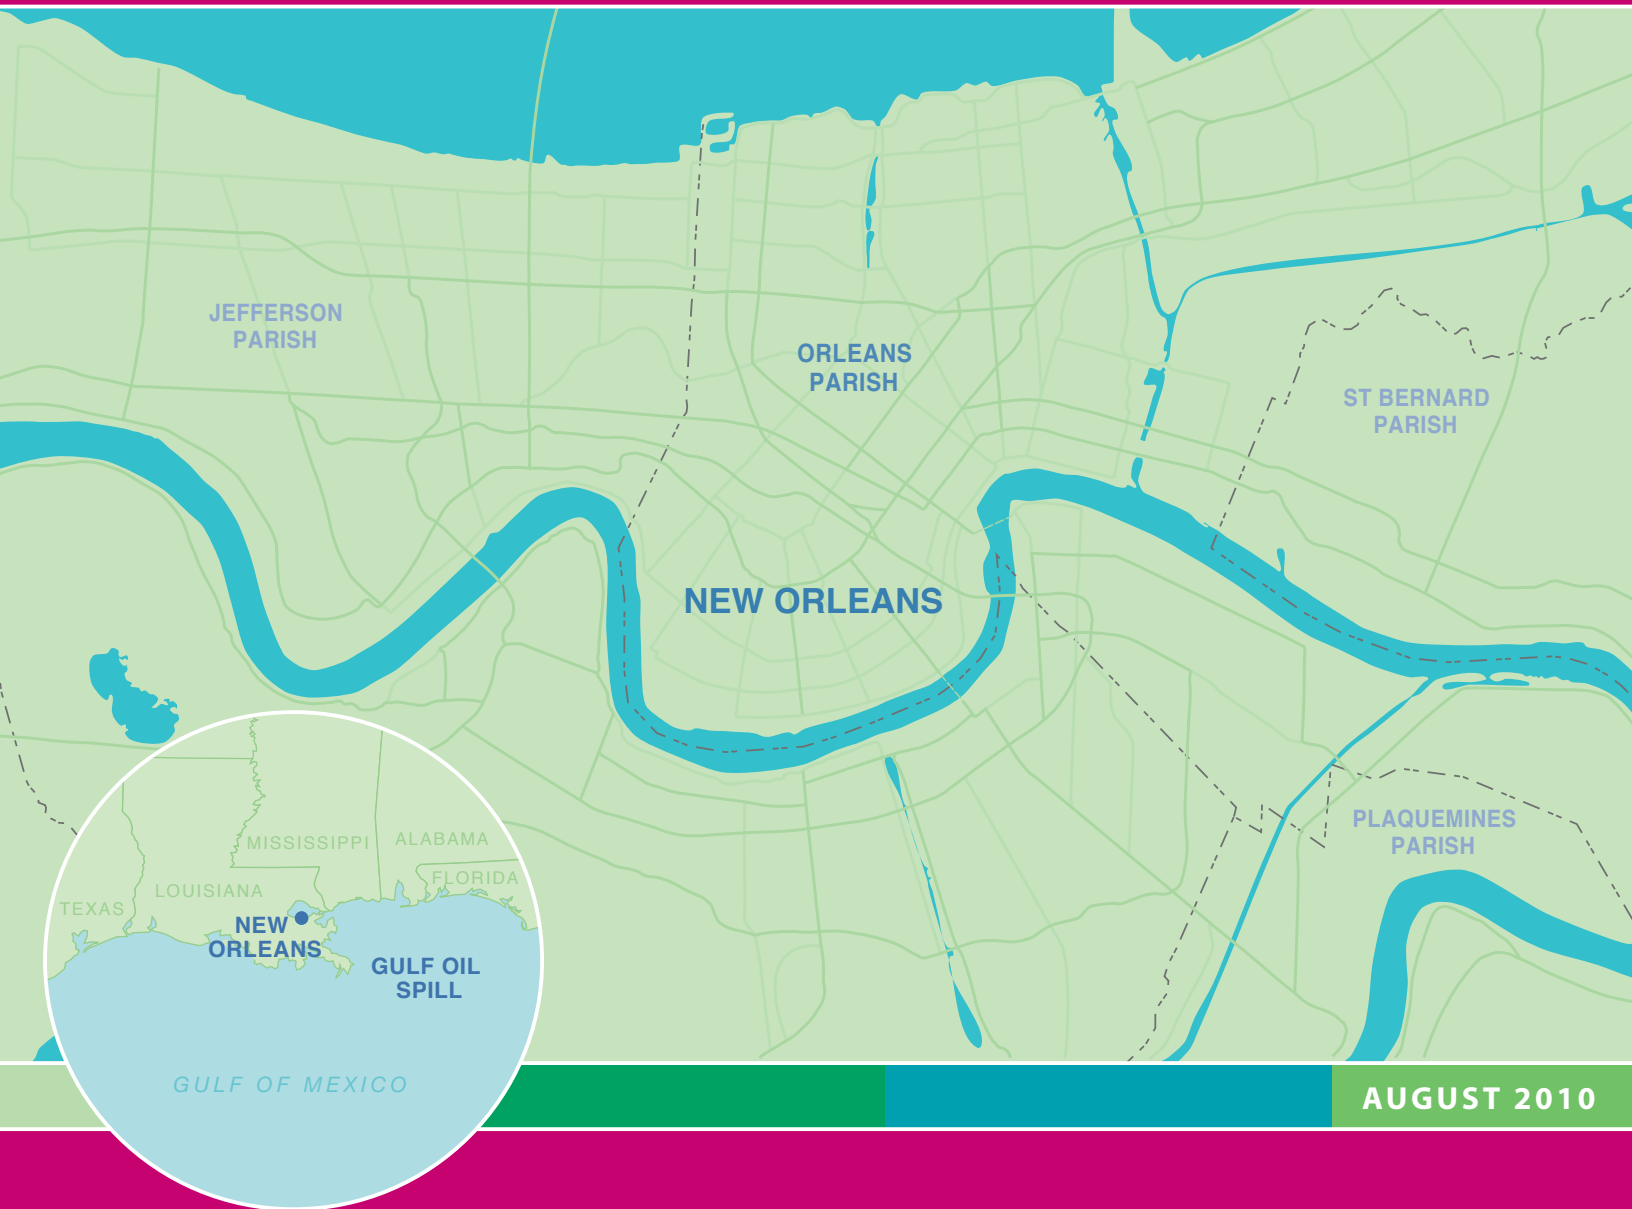 JEFFERSON
PARISH
ORLEANS
PARISH
ST BERNARD
PARISH
NEW ORLEANS
PLAQUEMINES
PARISH
MISSISSIPPI
ALABAMA
FLORIDA
LOUISIANA
TEXAS
NEW
ORLEANS
GULF OIL
SPILL
GULF OF MEXICO
AUGUST 2010